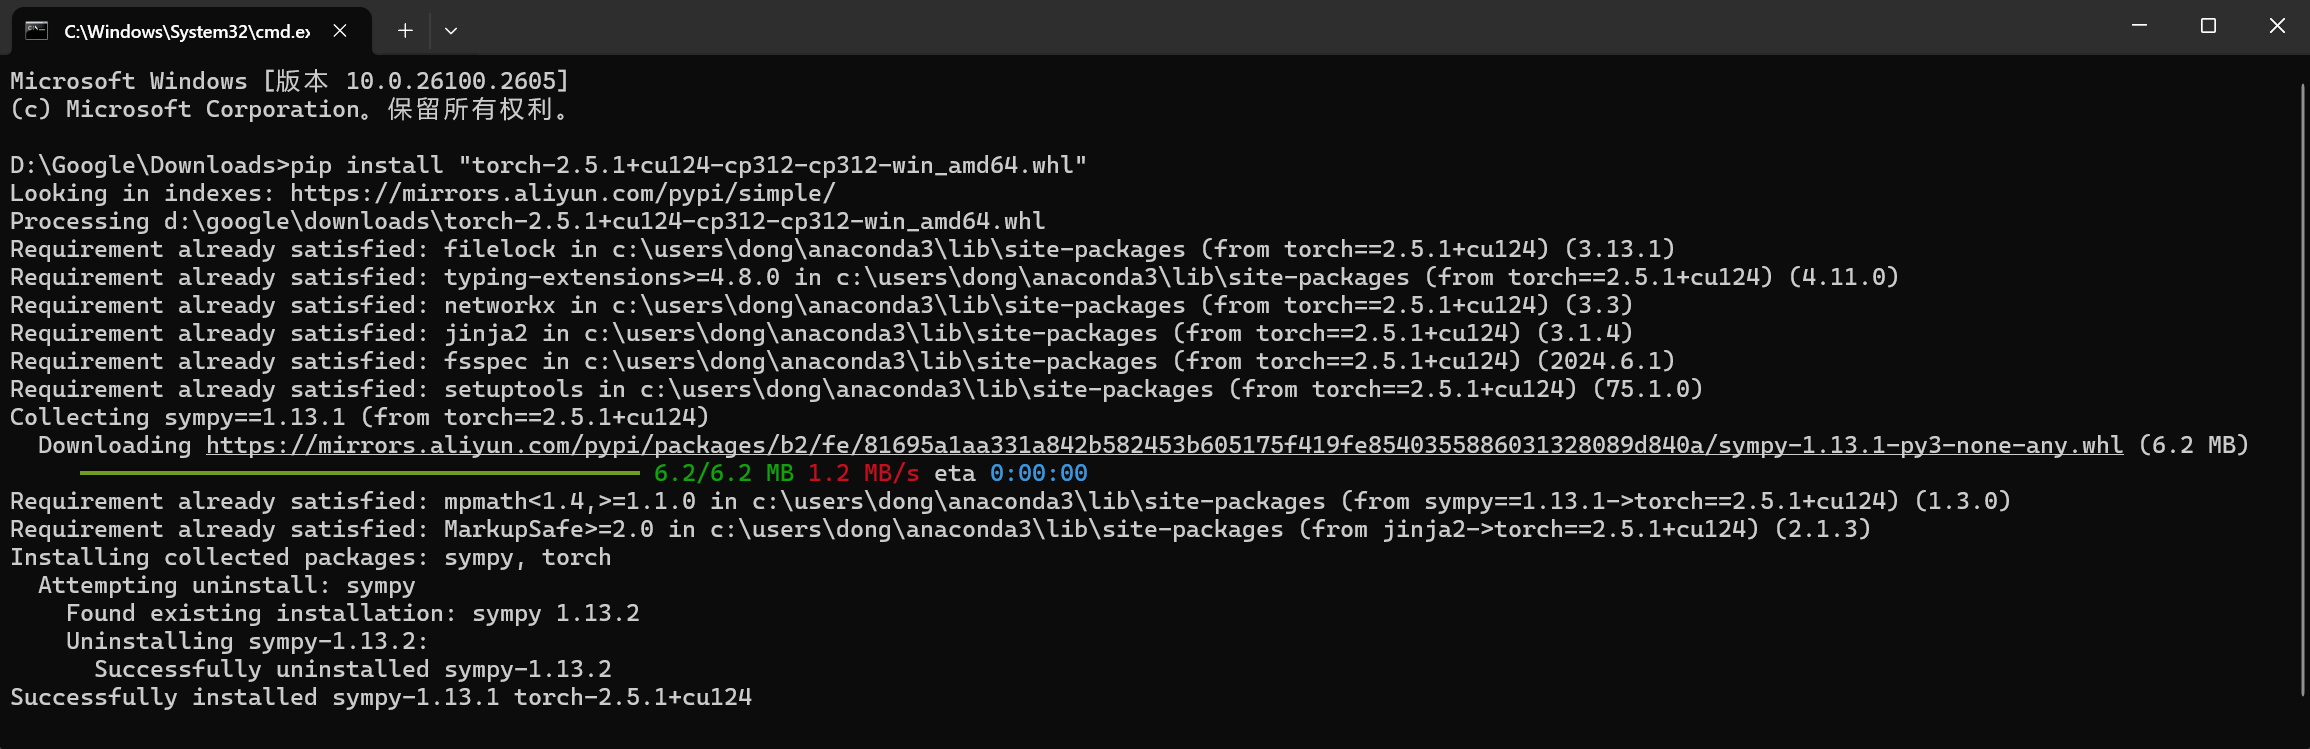 C:\Windows\System32\cmd.ex
Microsoft Windows [版本 10.0.26100.2605]
(c) Microsoft Corporation。保留所有权利。
D:\Google\Downloads>pip install "torch-2.5.1+cu124-cp312-cp312-win_amd64.whl"
Looking in indexes: https://mirrors.aliyun.com/pypi/simple/
Processing d:\google\downloads\torch-2.5.1+cu124-cp312-cp312-win_amd64.whl
Requirement already satisfied: filelock in c:\users\dong\anaconda3\lib\site-packages (from torch==2.5.1+cu124) (3.13.1)
Requirement already satisfied: typing-extensions>=4.8.0 in c:\users\dong\anaconda3\lib\site-packages (from torch==2.5.1+cu124) (4.11.0)
Requirement already satisfied: networkx in c:\users\dong\anaconda3\lib\site-packages (from torch==2.5.1+cu124) (3.3)
Requirement already satisfied: jinja2 in c:\users\dong\anaconda3\lib\site-packages (from torch==2.5.1+cu124) (3.1.4)
Requirement already satisfied: fsspec in c:\users\dong\anaconda3\lib\site-packages (from torch==2.5.1+cu124) (2024.6.1)
Requirement already satisfied: setuptools in c:\users\dong\anaconda3\lib\site-packages (from torch==2.5.1+cu124) (75.1.0)
Collecting sympy==1.13.1 (from torch==2.5.1+cu124)
  Downloading https://mirrors.aliyun.com/pypi/packages/b2/fe/81695a1aa331a842b582453b605175f419fe8540355886031328089d840a/sympy-1.13.1-py3-none-any.whl (6.2 MB)
6.2/6.2 MB 1.2 MB/s eta 0:00:00
Requirement already satisfied: mpmath<1.4,>=1.1.0 in c:\users\dong\anaconda3\lib\site-packages (from sympy==1.13.1->torch==2.5.1+cu124) (1.3.0)
Requirement already satisfied: MarkupSafe>=2.0 in c:\users\dong\anaconda3\lib\site-packages (from jinja2->torch==2.5.1+cu124) (2.1.3)
Installing collected packages: sympy, torch
  Attempting uninstall: sympy
    Found existing installation: sympy 1.13.2
    Uninstalling sympy-1.13.2:
      Successfully uninstalled sympy-1.13.2
Successfully installed sympy-1.13.1 torch-2.5.1+cu124